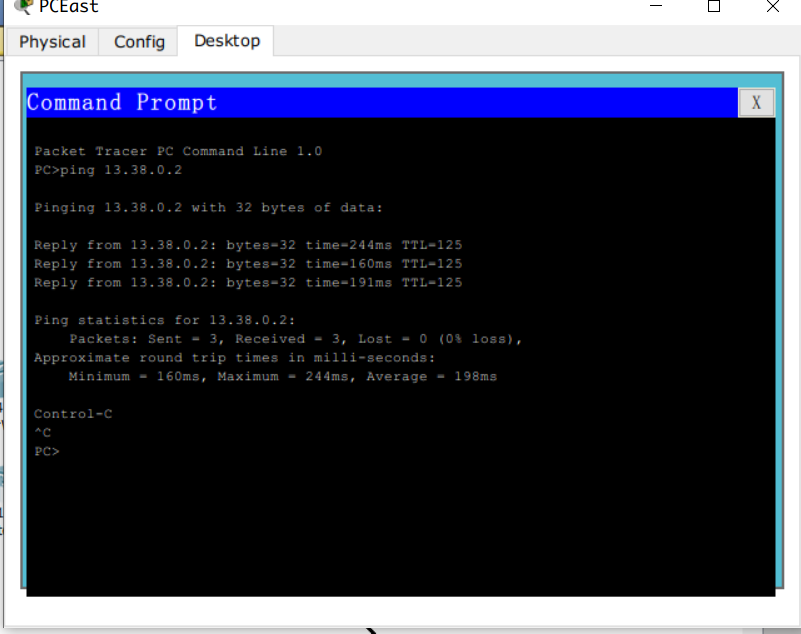 PCEast
Physical Config Desktop
Command Prompt X
Packet Tracer PC Command Line 1.0
PC>ping 13.38.0.2
Pinging 13.38.0.2 with 32 bytes of data:
Reply from 13.38.0.2: bytes=32 time=244ms TTL=125
Reply from 13.38.0.2: bytes=32 time=160ms TTL=125
Reply from 13.38.0.2: bytes=32 time=191ms TTL=125
Ping statistics for 13.38.0.2:
Packets: Sent = 3, Received = 3, Lost = 0 (0% loss),
Approximate round trip times in milli-seconds:
Minimum = 160ms, Maximum = 244ms, Average = 198ms
Control-C
^C
PC>